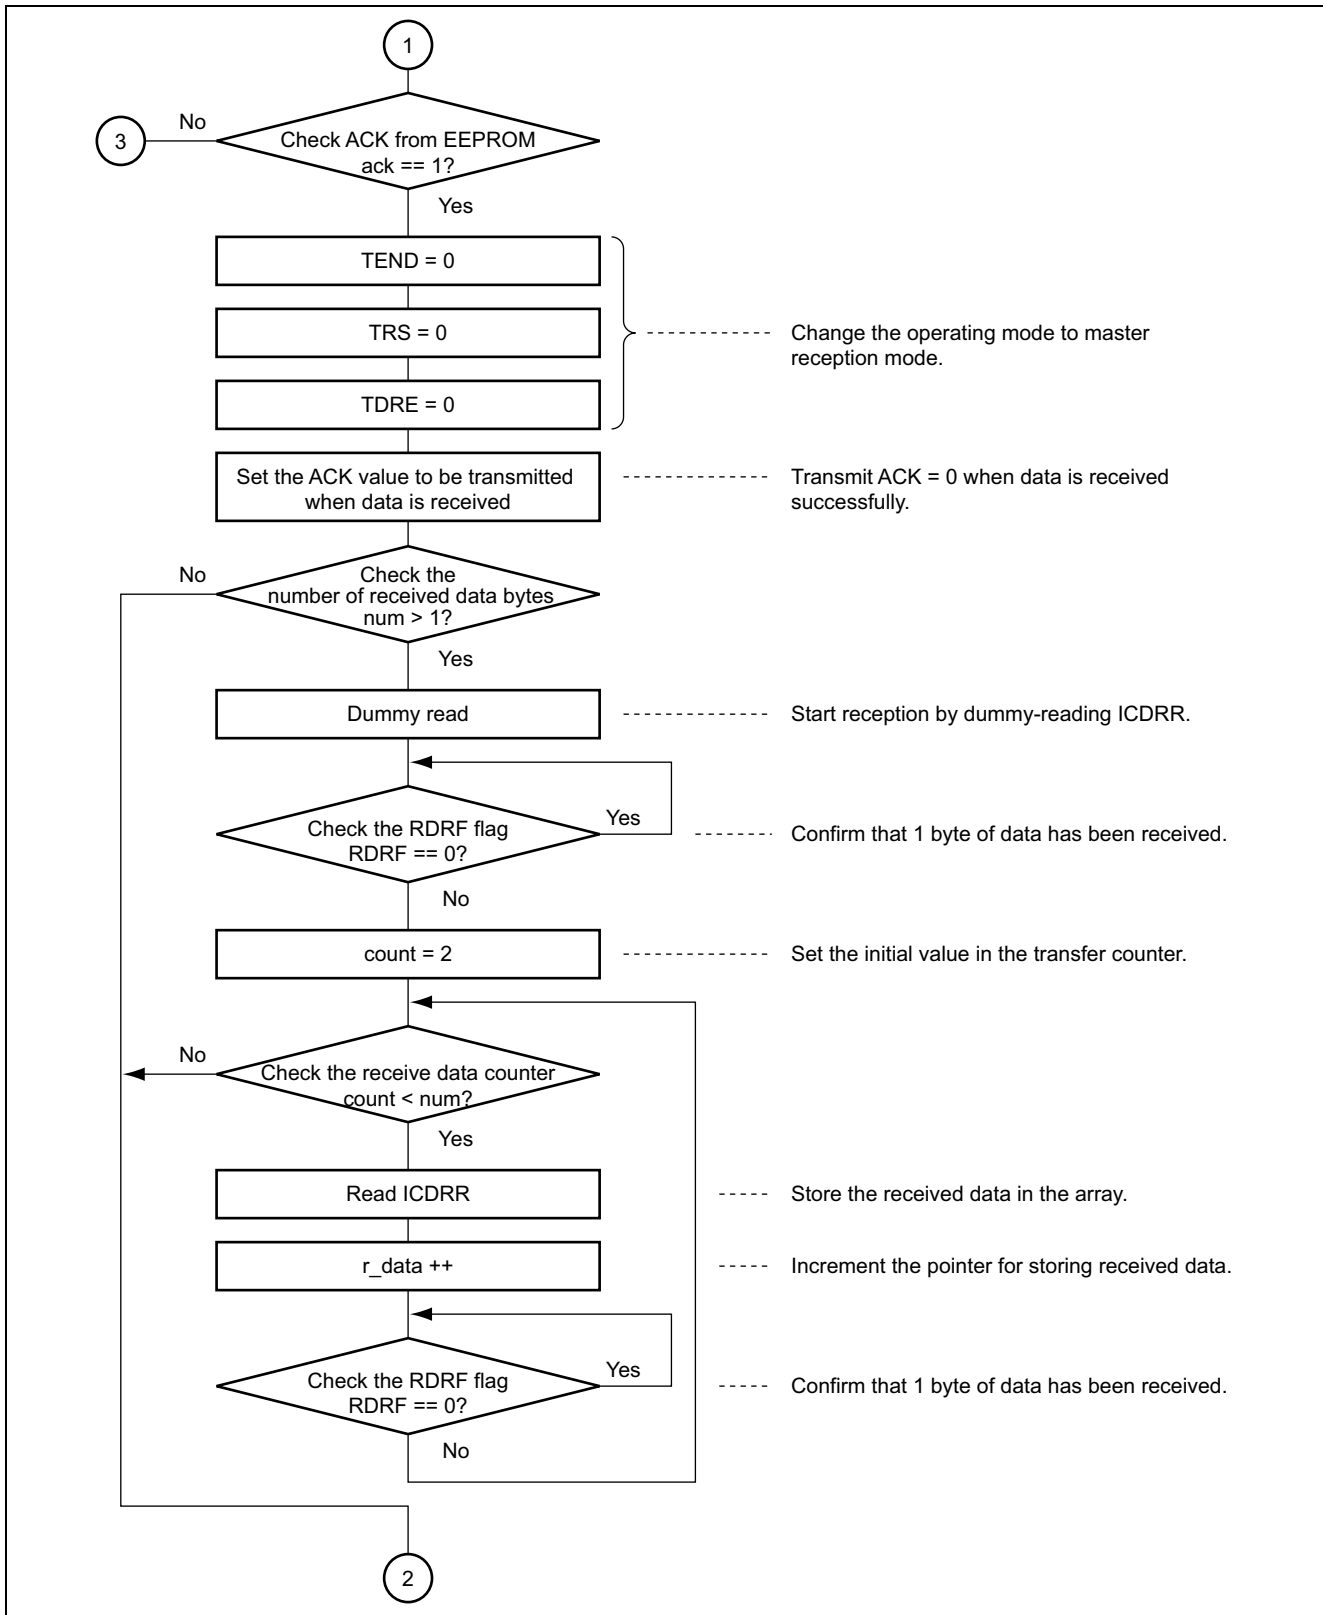 1
No
3
Check ACK from EEPROM
ack == 1?
Yes
TEND = 0
TRS = 0
Change the operating mode to master
reception mode.
TDRE = 0
Set the ACK value to be transmitted
when data is received
Transmit ACK = 0 when data is received
successfully.
No
Check the
number of received data bytes
num > 1?
Yes
Dummy read
Start reception by dummy-reading ICDRR.
Check the RDRF flag
RDRF == 0?
Yes
Confirm that 1 byte of data has been received.
No
count = 2
Set the initial value in the transfer counter.
No
Check the receive data counter
count < num?
Yes
Read ICDRR
Store the received data in the array.
r_data ++
Increment the pointer for storing received data.
Check the RDRF flag
RDRF == 0?
Yes
Confirm that 1 byte of data has been received.
No
2